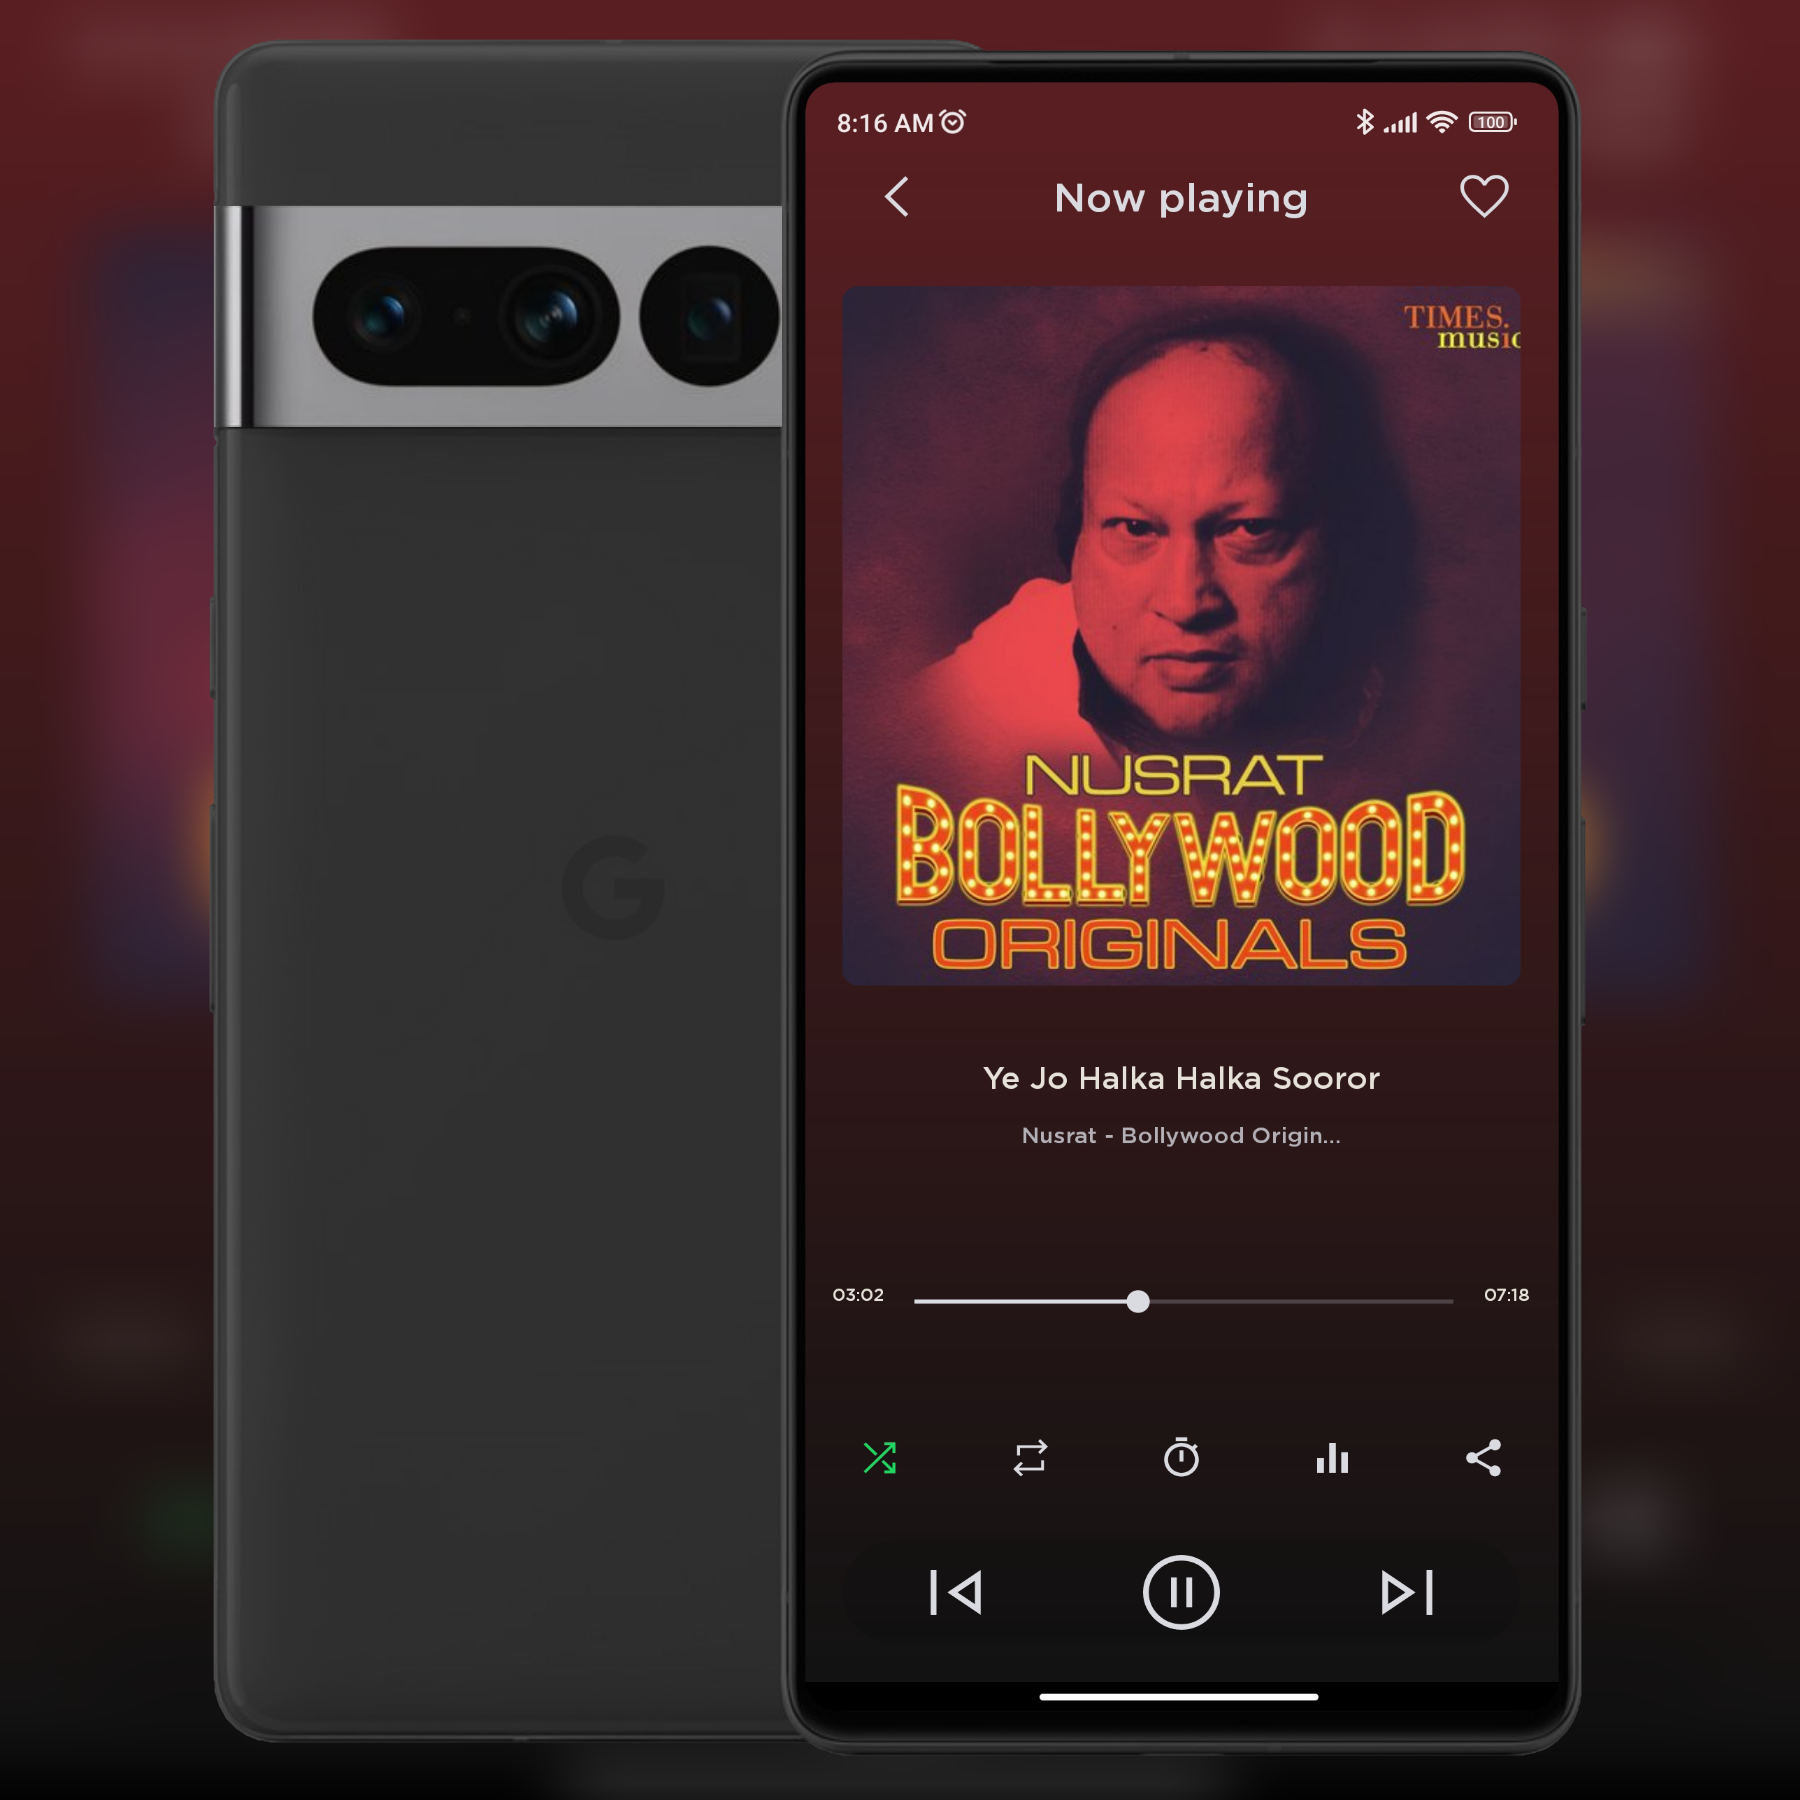 8:16 AM
100
Now playing
TIMES.
music
NUSRAT
BOLLYWOOD
ORIGINALS
Ye Jo Halka Halka Sooror
Nusrat - Bollywood Origin...
03:02
07:18
G